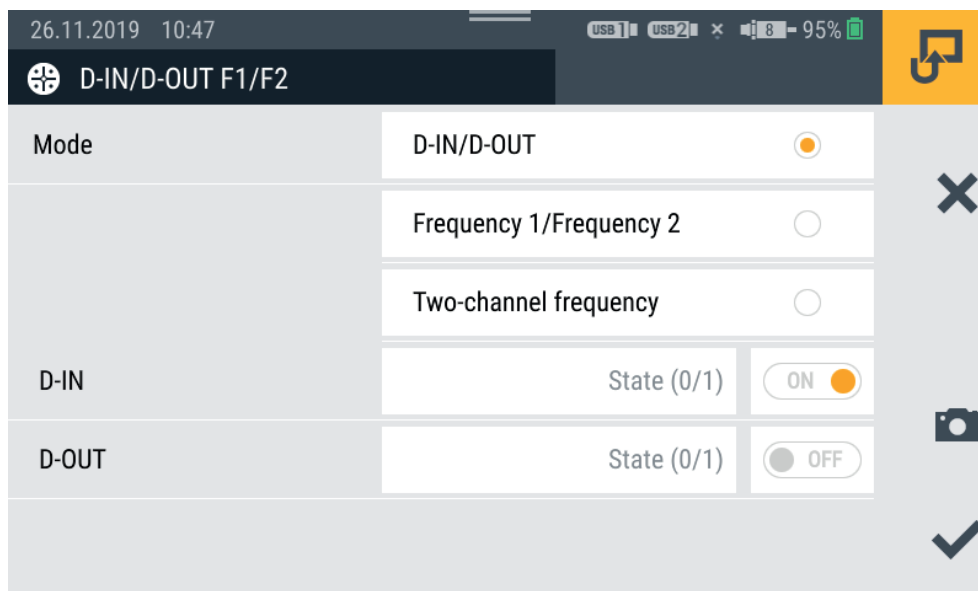 26.11.2019 10:47 USB 1 USB 2 8 95%
D-IN/D-OUT F1/F2
Mode D-IN/D-OUT
Frequency 1/Frequency 2
Two-channel frequency
D-IN State (0/1) ON
D-OUT State (0/1) OFF